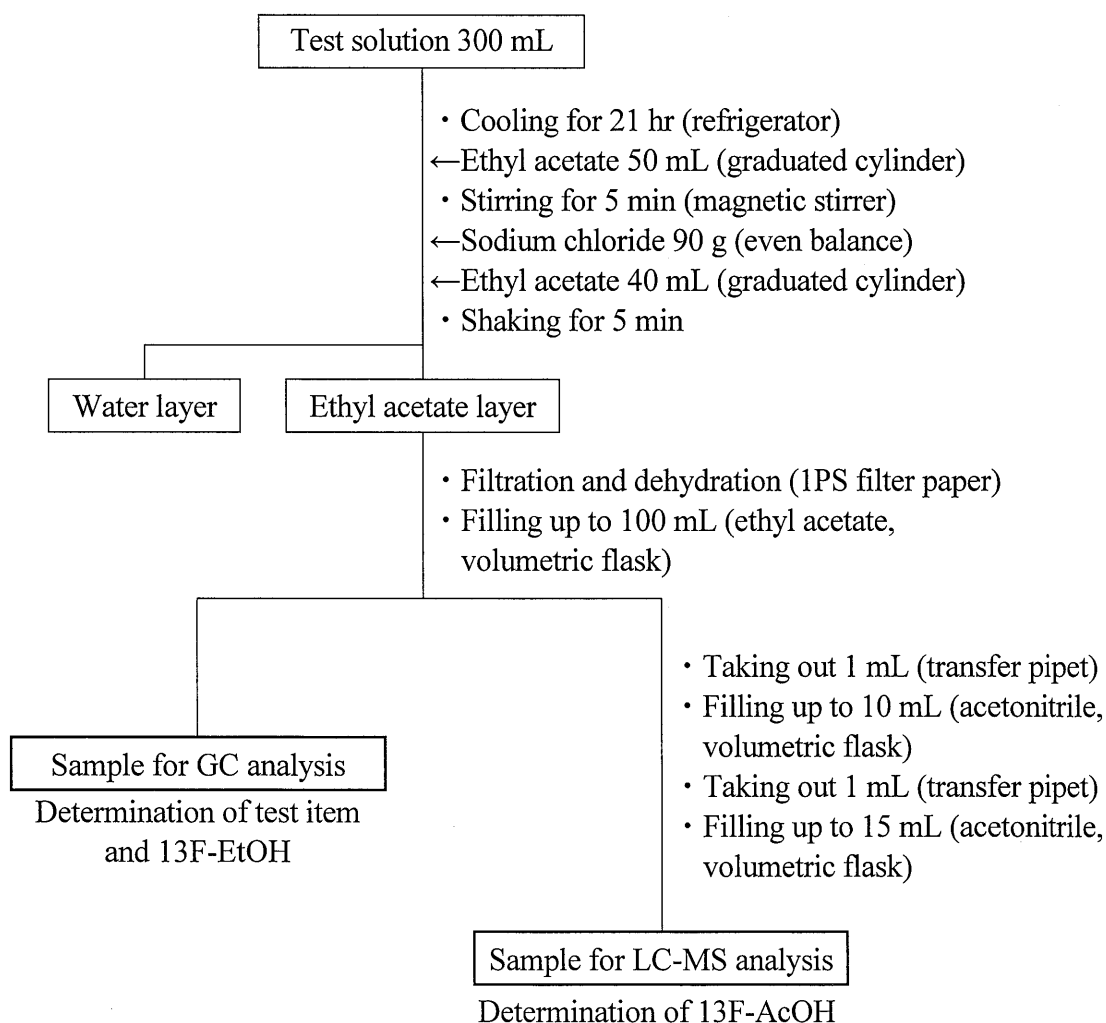 Test solution 300 mL
・Cooling for 21 hr (refrigerator)
←Ethyl acetate 50 mL (graduated cylinder)
・Stirring for 5 min (magnetic stirrer)
←Sodium chloride 90 g (even balance)
←Ethyl acetate 40 mL (graduated cylinder)
・Shaking for 5 min
Water layer
Ethyl acetate layer
・Filtration and dehydration (1PS filter paper)
・Filling up to 100 mL (ethyl acetate,
volumetric flask)
Sample for GC analysis
Determination of test item
and 13F-EtOH
・Taking out 1 mL (transfer pipet)
・Filling up to 10 mL (acetonitrile,
volumetric flask)
・Taking out 1 mL (transfer pipet)
・Filling up to 15 mL (acetonitrile,
volumetric flask)
Sample for LC-MS analysis
Determination of 13F-AcOH